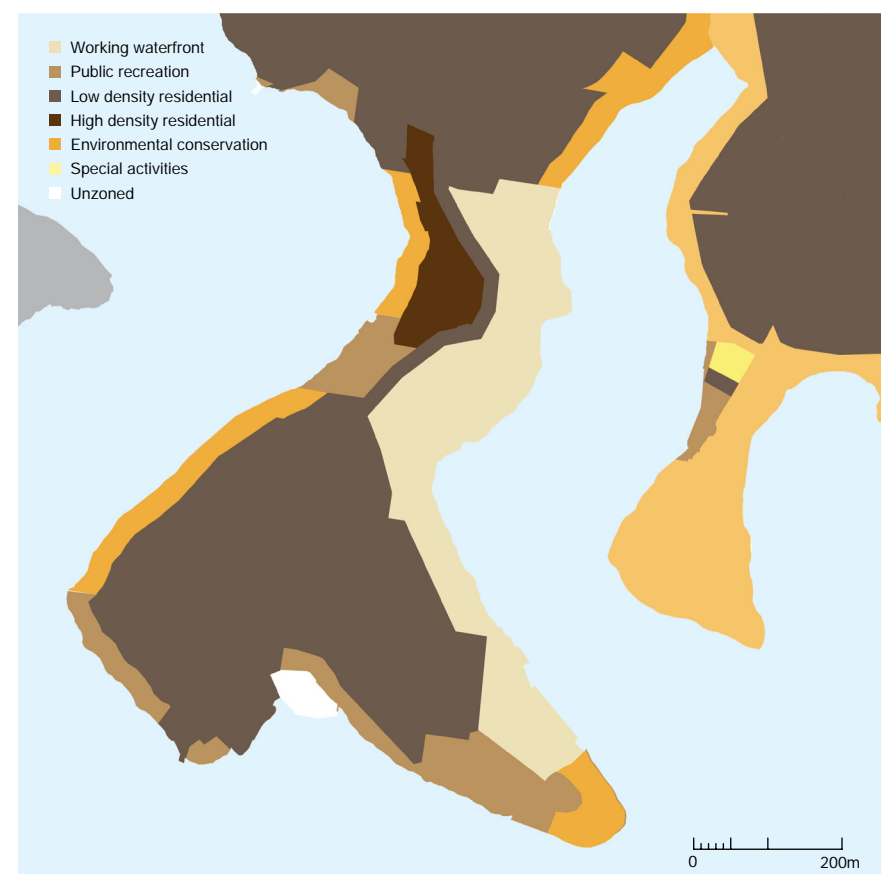 Working waterfront
Public recreation
Low density residential
High density residential
Environmental conservation
Special activities
Unzoned
0 200m